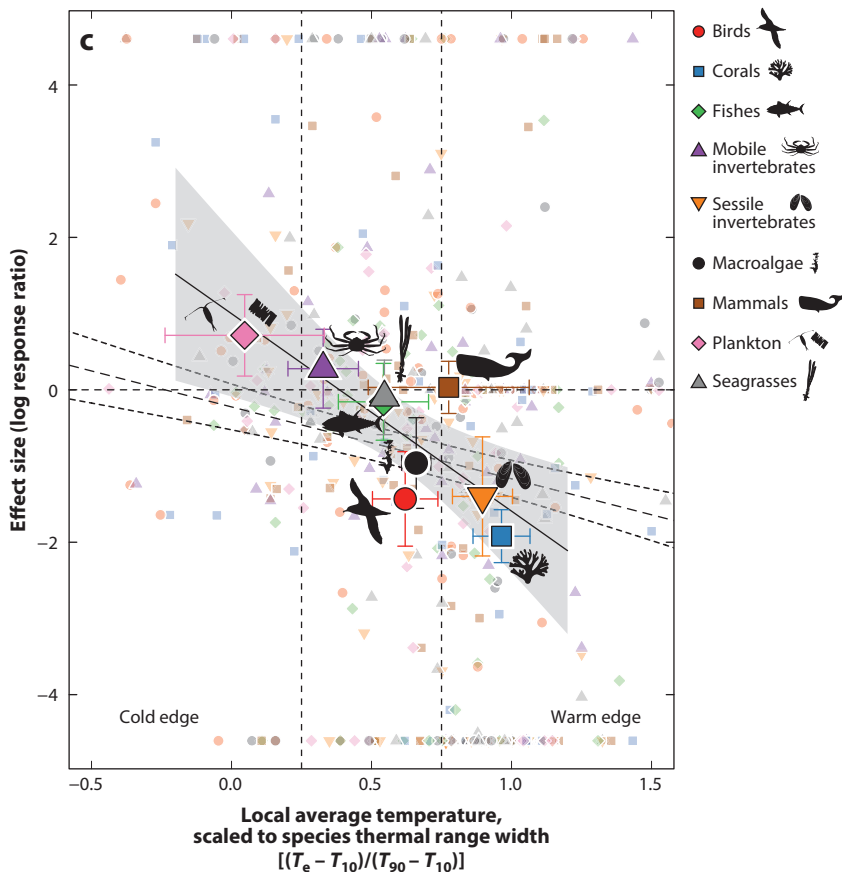 c
4
2
0
−2
−4
Effect size (log response ratio)
Cold edge
Warm edge
−0.5
0.0
0.5
1.0
1.5
Local average temperature,
scaled to species thermal range width
[(Te – T10)/(T90 – T10)]
Birds
Corals
Fishes
Mobile
invertebrates
Sessile
invertebrates
Macroalgae
Mammals
Plankton
Seagrasses